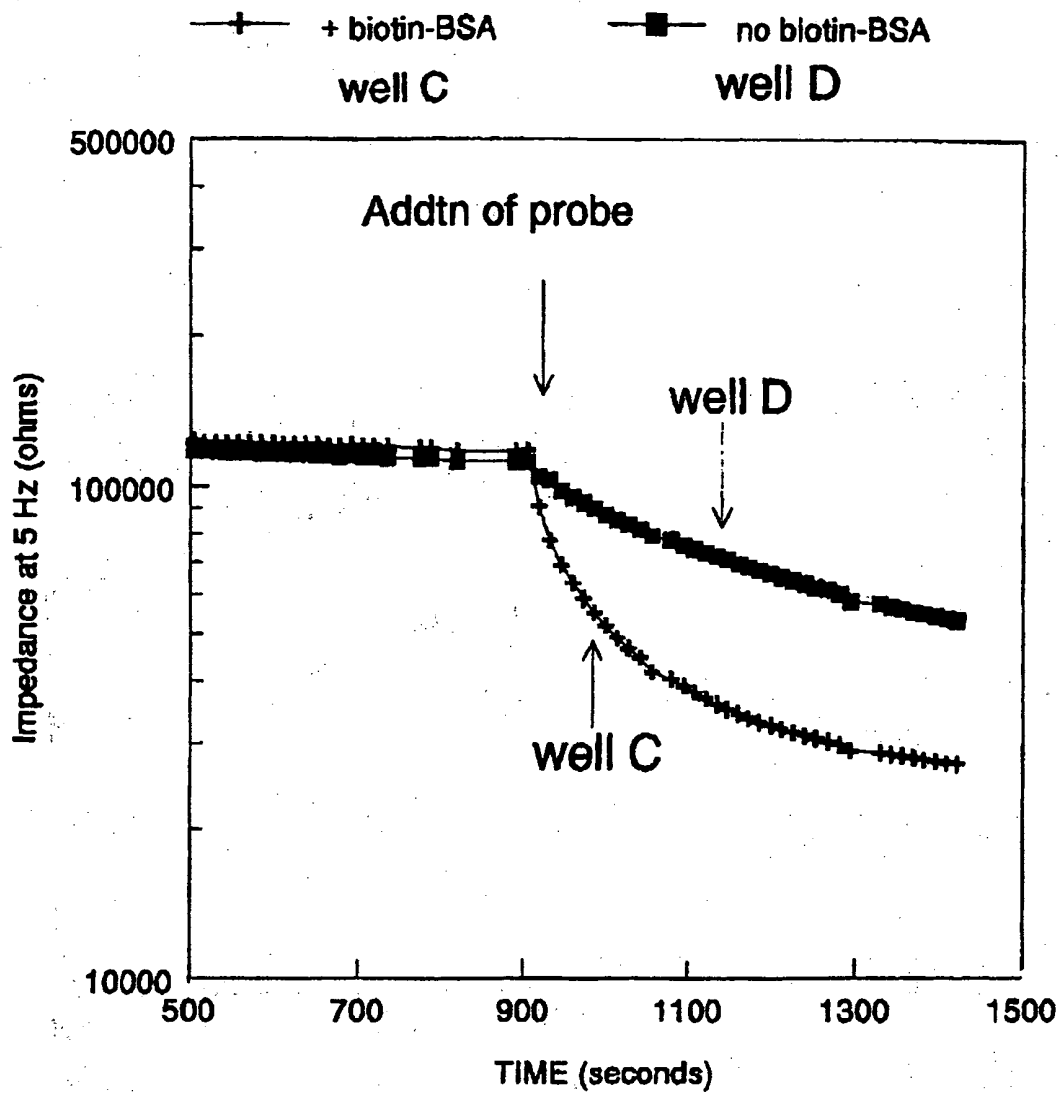 + biotin-BSA no biotin-BSA
well C well D
500000
Addtn of probe
well D
100000
well C
10000
500 700 900 1100 1300 1500
TIME (seconds)
Impedance at 5 Hz (ohms)